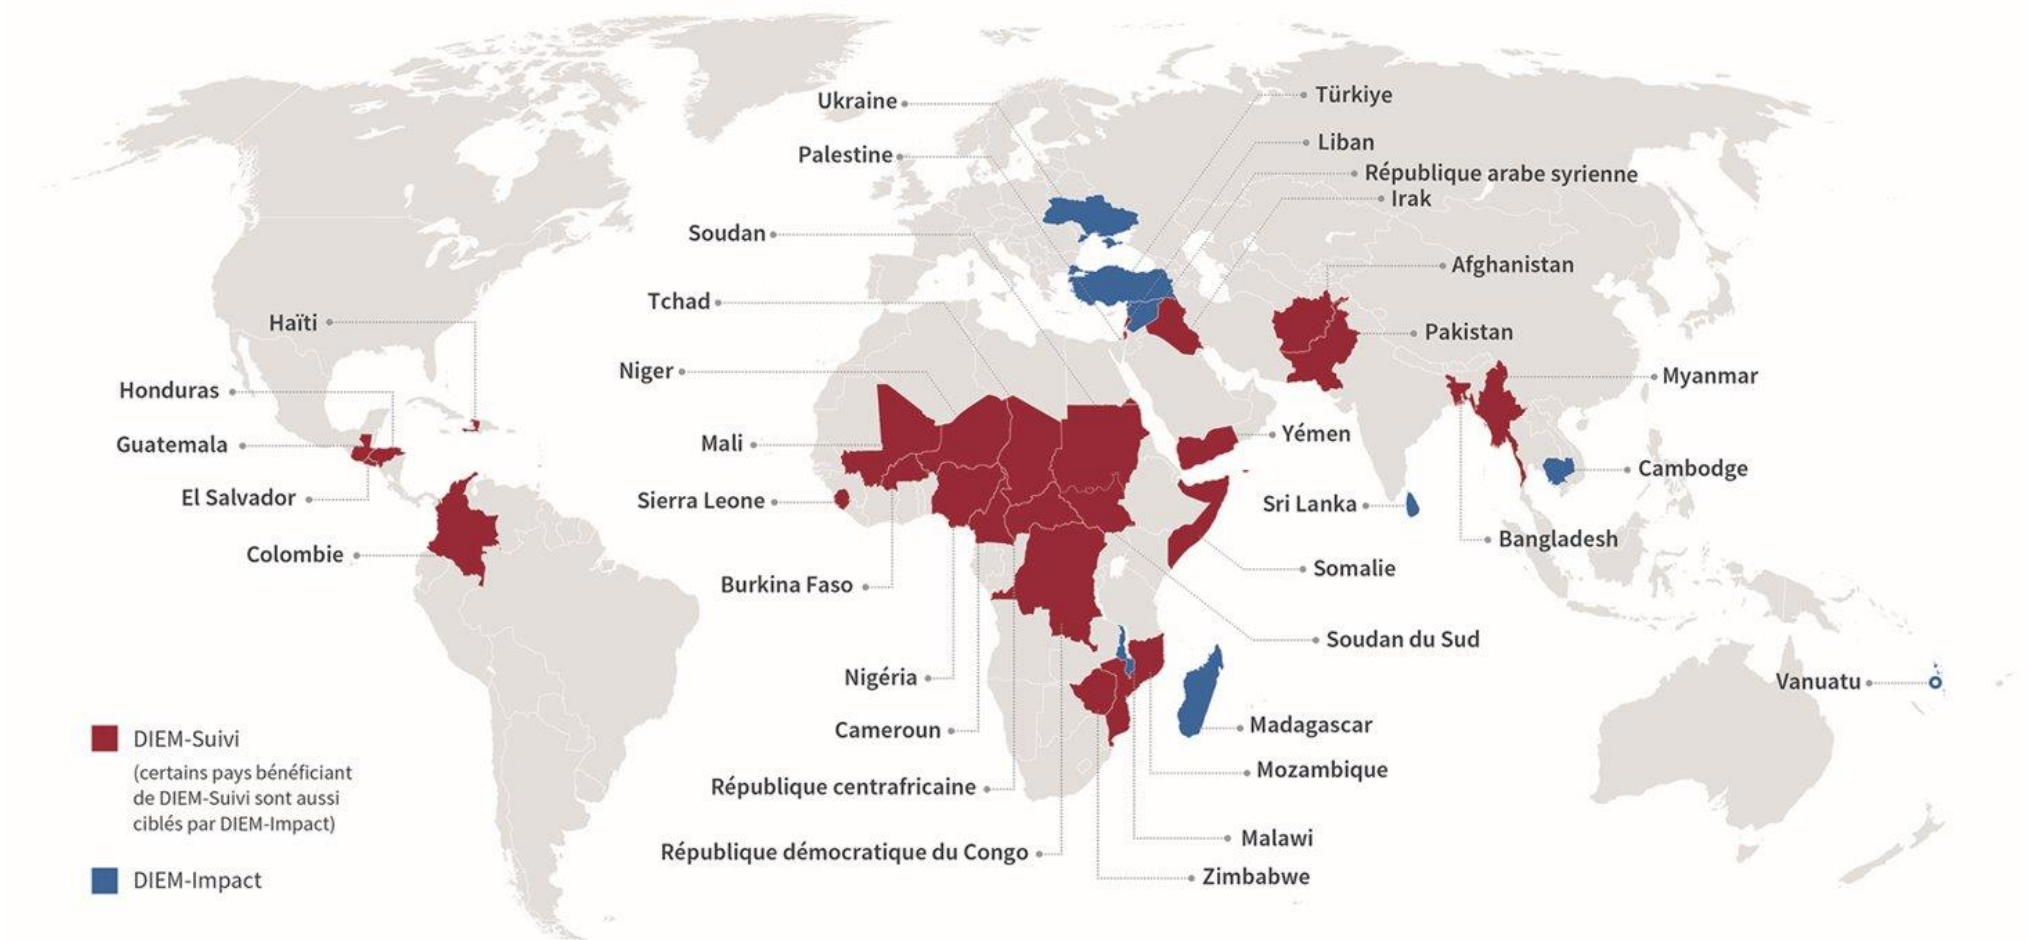 Ukraine
Türkiye
Palestine
Liban
République arabe syrienne
Irak
Soudan
Afghanistan
Tchad
Haïti
Pakistan
Niger
Myanmar
Honduras
Guatemala
Mali
Yémen
Cambodge
El Salvador
Sierra Leone
Sri Lanka
Bangladesh
Colombie
Somalie
Burkina Faso
Soudan du Sud
Nigéria
Vanuatu
Cameroun
Madagascar
Mozambique
République centrafricaine
Malawi
République démocratique du Congo
Zimbabwe
DIEM-Suivi
(certains pays bénéficiant
de DIEM-Suivi sont aussi
ciblés par DIEM-Impact)
DIEM-Impact